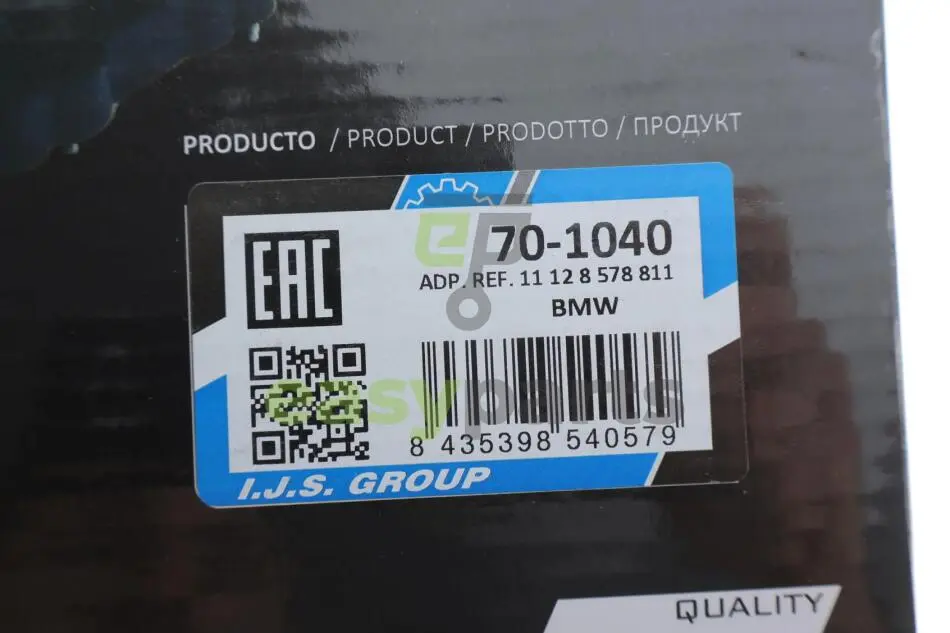 PRODUCTO / PRODUCT / PRODOTTO / ПРОДУКТ
EAC
70-1040
ADP. REF. 11 12 8 578 811
BMW
easyparts
8 435398 540579
I.J.S. GROUP
QUALITY